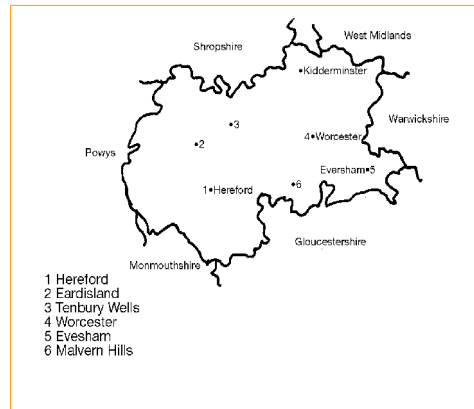 West Midlands
Shropshire
•Kidderminster
•3
Warwickshire
4•Worcester
•2
Powys
Eversham•5
1•Hereford
•6
Gloucestershire
Monmouthshire
1 Hereford
2 Eardisland
3 Tenbury Wells
4 Worcester
5 Evesham
6 Malvern Hills